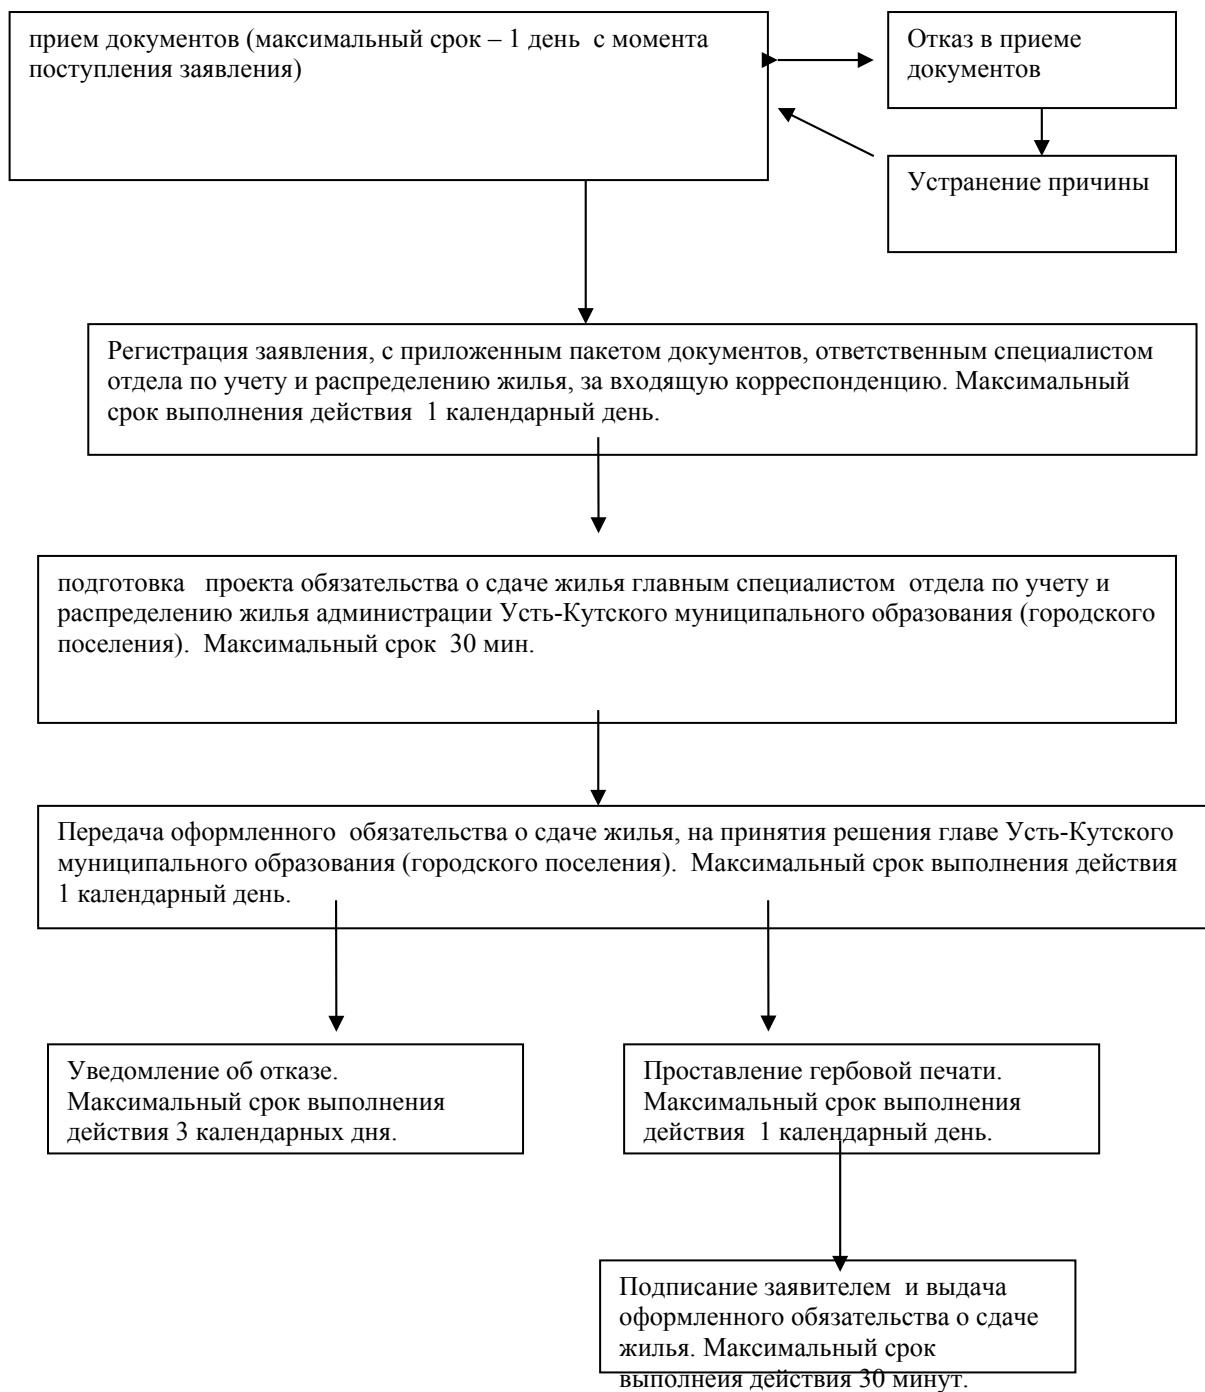 прием документов (максимальный срок – 1 день  с момента
поступления заявления)
Отказ в приеме
документов
Устранение причины
Регистрация заявления, с приложенным пакетом документов, ответственным специалистом
отдела по учету и распределению жилья, за входящую корреспонденцию. Максимальный
срок выполнения действия  1 календарный день.
подготовка   проекта обязательства о сдаче жилья главным специалистом  отдела по учету и
распределению жилья администрации Усть-Кутского муниципального образования (городского
поселения).  Максимальный срок  30 мин.
Передача оформленного  обязательства о сдаче жилья, на принятия решения главе Усть-Кутского
муниципального образования (городского поселения).  Максимальный срок выполнения действия
1 календарный день.
Уведомление об отказе.
Максимальный срок выполнения
действия 3 календарных дня.
Проставление гербовой печати.
Максимальный срок выполнения
действия  1 календарный день.
Подписание заявителем  и выдача
оформленного обязательства о сдаче
жилья. Максимальный срок
выполнеия действия 30 минут.